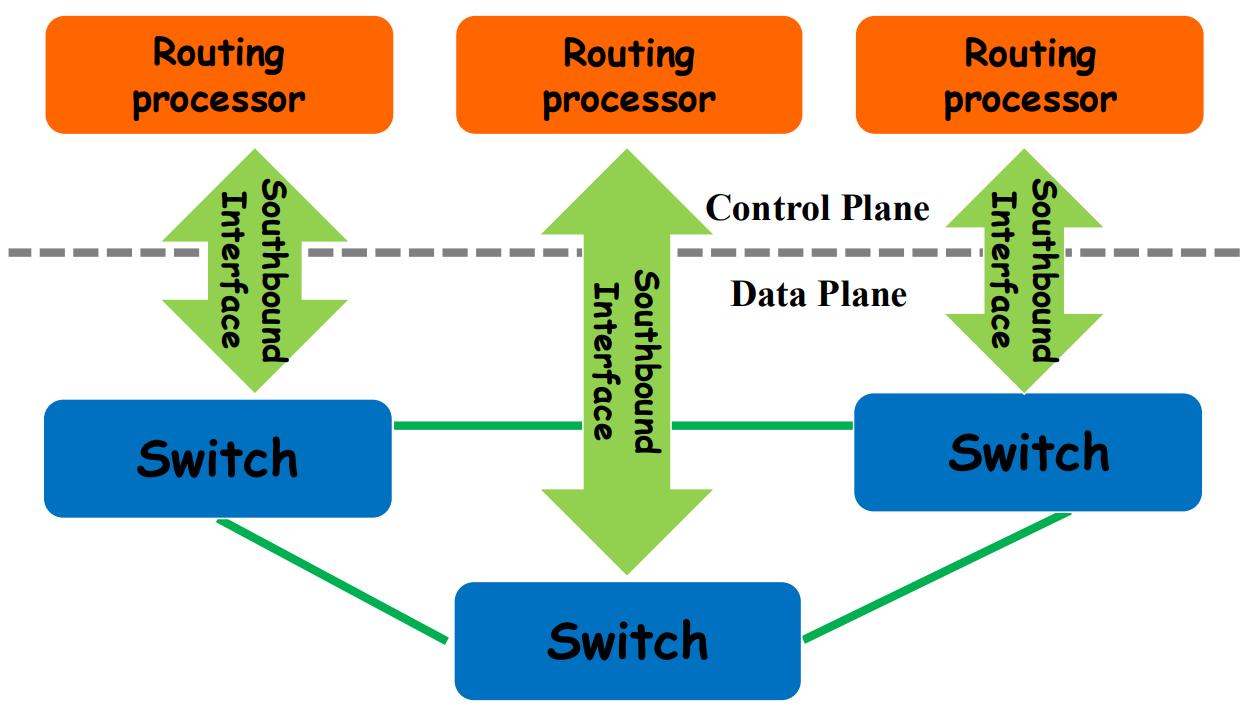 Routing
processor
Routing
processor
Routing
processor
Southbound
Interface
Southbound
Interface
Southbound
Interface
Control Plane
Data Plane
Switch
Switch
Switch